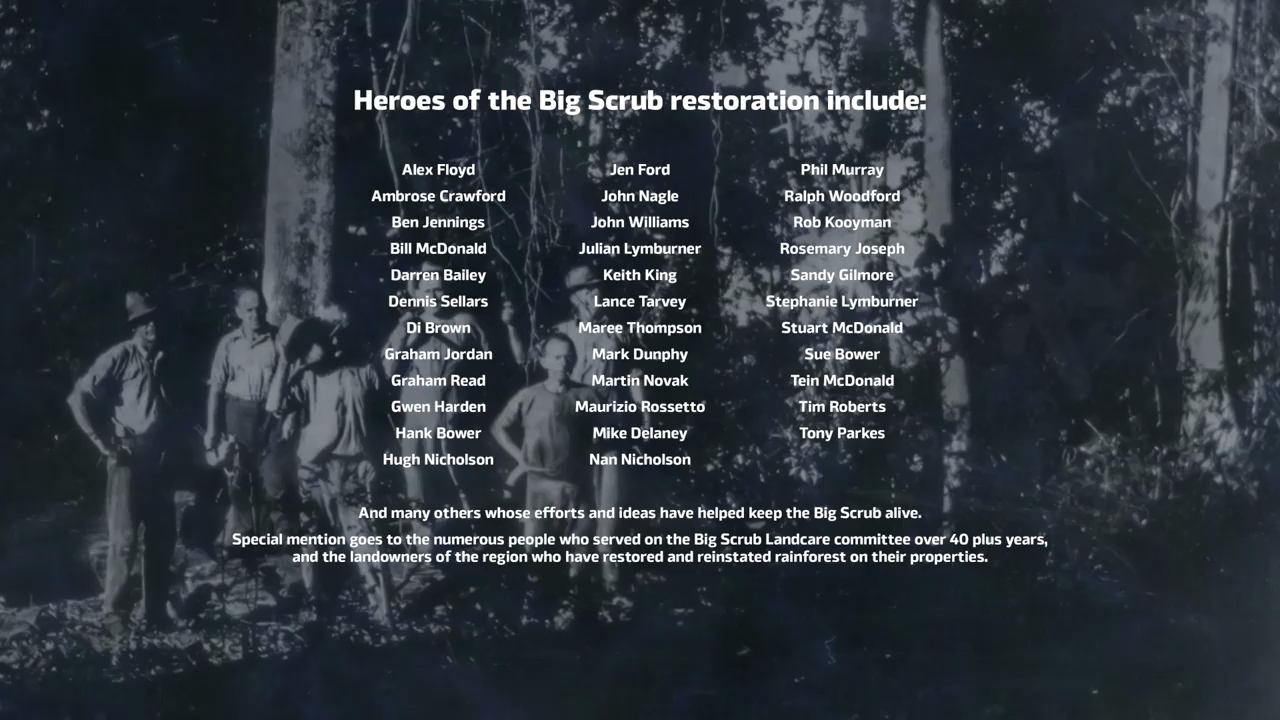 Heroes of the Big Scrub restoration include:
Alex Floyd
Ambrose Crawford
Ben Jennings
Bill McDonald
Darren Bailey
Dennis Sellars
Di Brown
Graham Jordan
Graham Read
Gwen Harden
Hank Bower
Hugh Nicholson
Jen Ford
John Nagle
John Williams
Julian Lymburner
Keith King
Lance Tarvey
Maree Thompson
Mark Dunphy
Martin Novak
Maurizio Rossetto
Mike Delaney
Nan Nicholson
Phil Murray
Ralph Woodford
Rob Kooyman
Rosemary Joseph
Sandy Gilmore
Stephanie Lymburner
Stuart McDonald
Sue Bower
Tein McDonald
Tim Roberts
Tony Parkes
And many others whose efforts and ideas have helped keep the Big Scrub alive.
Special mention goes to the numerous people who served on the Big Scrub Landcare committee over 40 plus years,
and the landowners of the region who have restored and reinstated rainforest on their properties.